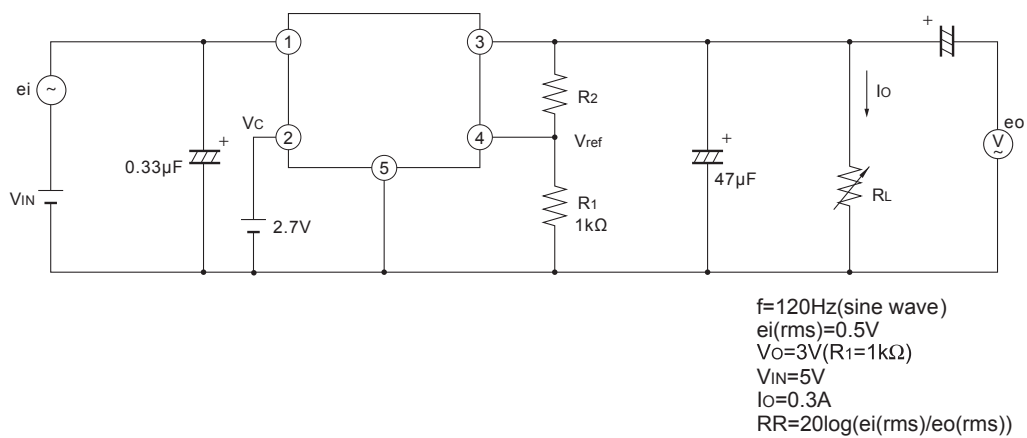 +
1
3
ei
~
+
R2
IO
eo
VC
2
4
Vref
+
V
~
0.33µF
5
47µF
RL
VIN
2.7V
R1
1kΩ
f=120Hz(sine wave)
ei(rms)=0.5V
VO=3V(R1=1kΩ)
VIN=5V
IO=0.3A
RR=20log(ei(rms)/eo(rms))